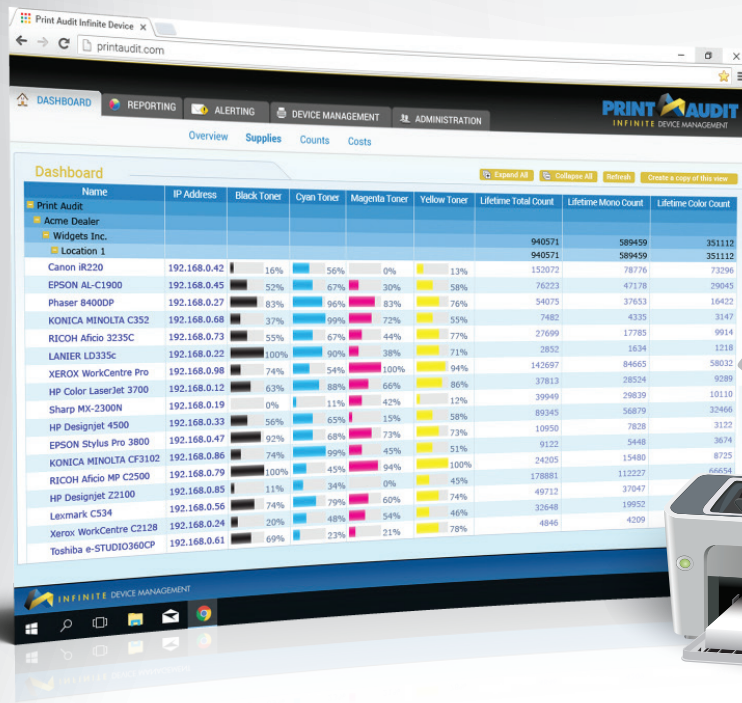 Print Audit Infinite Device
printaudit.com
DASHBOARD REPORTING ALERTING DEVICE MANAGEMENT ADMINISTRATION
PRINT AUDIT
INFINITE DEVICE MANAGEMENT
Overview Supplies Counts Costs
Dashboard Expand All Collapse All Refresh Create a copy of this view
Name IP Address Black Toner Cyan Toner Magenta Toner Yellow Toner Lifetime Total Count Lifetime Mono Count Lifetime Color Count
Print Audit
Acme Dealer
Widgets Inc. 940571 589459 351112
Location 1 940571 589459 351112
Canon iR220 192.168.0.42 16% 56% 0% 13% 152072 78776 73296
EPSON AL-C1900 192.168.0.45 52% 67% 30% 58% 76223 47178 29045
Phaser 8400DP 192.168.0.27 83% 96% 83% 76% 54075 37653 16422
KONICA MINOLTA C352 192.168.0.68 37% 99% 72% 55% 7482 4335 3147
RICOH Aficio 3235C 192.168.0.73 55% 67% 44% 77% 27699 17785 9914
LANIER LD335c 192.168.0.22 100% 90% 38% 71% 2852 1634 1218
XEROX WorkCentre Pro 192.168.0.98 74% 54% 100% 94% 142697 84665 58032
HP Color LaserJet 3700 192.168.0.12 63% 88% 66% 86% 37813 28524 9289
Sharp MX-2300N 192.168.0.19 0% 11% 42% 12% 39949 29839 10110
HP Designjet 4500 192.168.0.33 56% 65% 15% 58% 89345 56879 32466
EPSON Stylus Pro 3800 192.168.0.47 92% 68% 73% 73% 10950 7828 3122
KONICA MINOLTA CF3102 192.168.0.86 74% 99% 45% 51% 9122 5448 3674
RICOH Aficio MP C2500 192.168.0.79 100% 45% 94% 100% 24205 15480 8725
HP Designjet Z2100 192.168.0.85 11% 34% 0% 45% 178881 112227 66654
Lexmark C534 192.168.0.56 74% 79% 60% 74% 49712 37047
Xerox WorkCentre C2128 192.168.0.24 20% 48% 54% 46% 32648 19952
Toshiba e-STUDIO360CP 192.168.0.61 69% 23% 21% 78% 4846 4209
INFINITE DEVICE MANAGEMENT